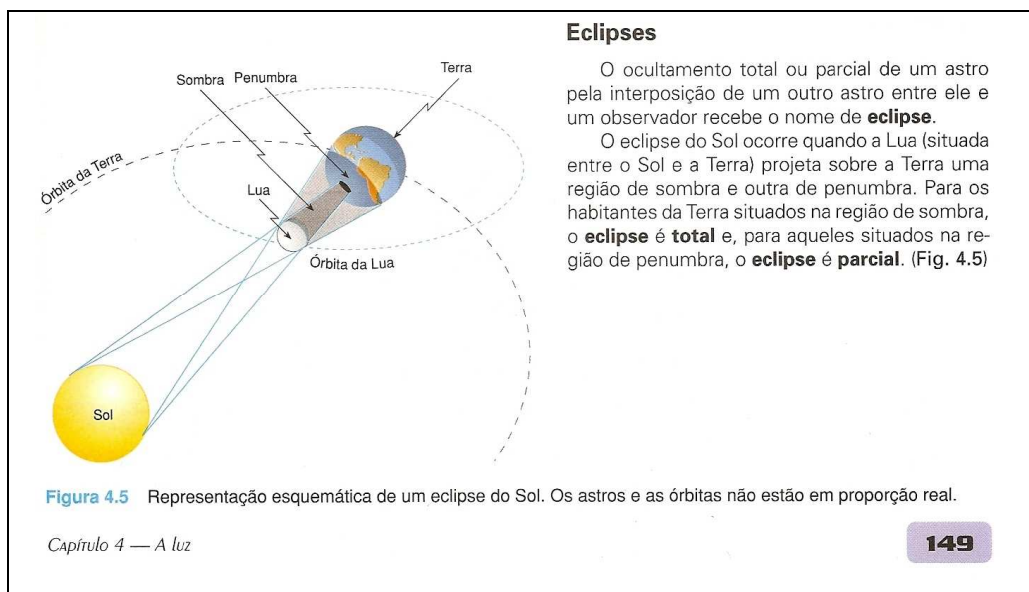 Eclipses
O ocultamento total ou parcial de um astro
pela interposição de um outro astro entre ele e
um observador recebe o nome de eclipse.
O eclipse do Sol ocorre quando a Lua (situada
entre o Sol e a Terra) projeta sobre a Terra uma
região de sombra e outra de penumbra. Para os
habitantes da Terra situados na região de sombra,
o eclipse é total e, para aqueles situados na re-
gião de penumbra, o eclipse é parcial. (Fig. 4.5)
Sombra
Penumbra
Terra
Órbita da Terra
Lua
Órbita da Lua
Sol
Figura 4.5 Representação esquemática de um eclipse do Sol. Os astros e as órbitas não estão em proporção real.
Capítulo 4 — A luz
149